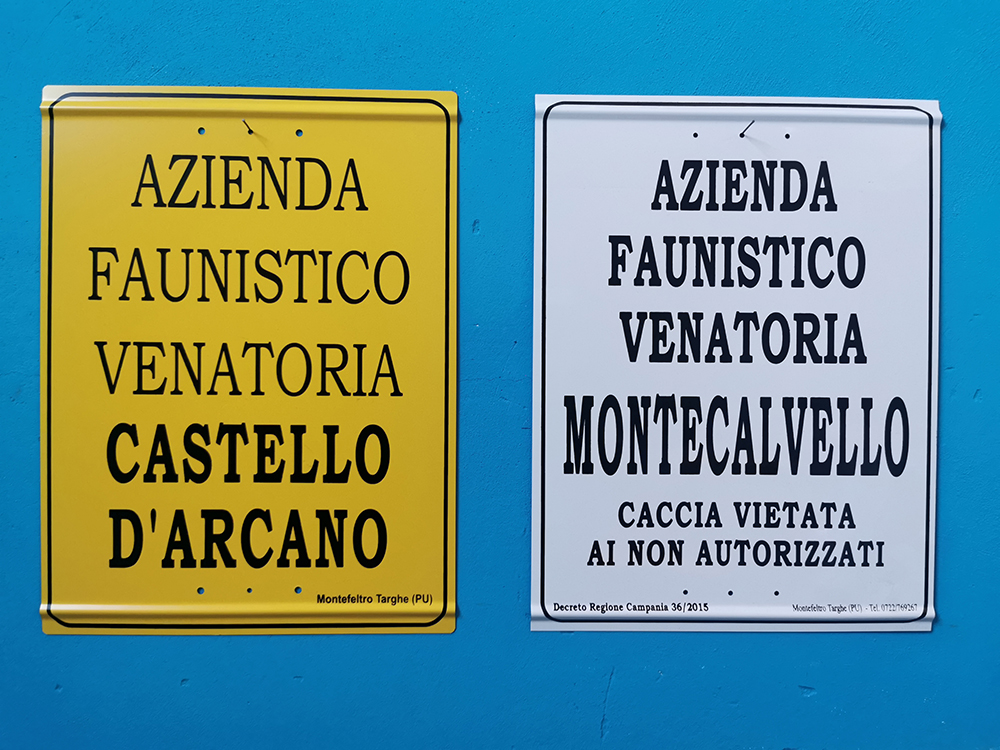 AZIENDA
FAUNISTICO
VENATORIA
CASTELLO
D'ARCANO
Montefeltro Targhe (PU)
AZIENDA
FAUNISTICO
VENATORIA
MONTECALVELLO
CACCIA VIETATA
AI NON AUTORIZZATI
Decreto Regione Campania 36/2015
Montefeltro Targhe (PU) - Tel. 0722/769267